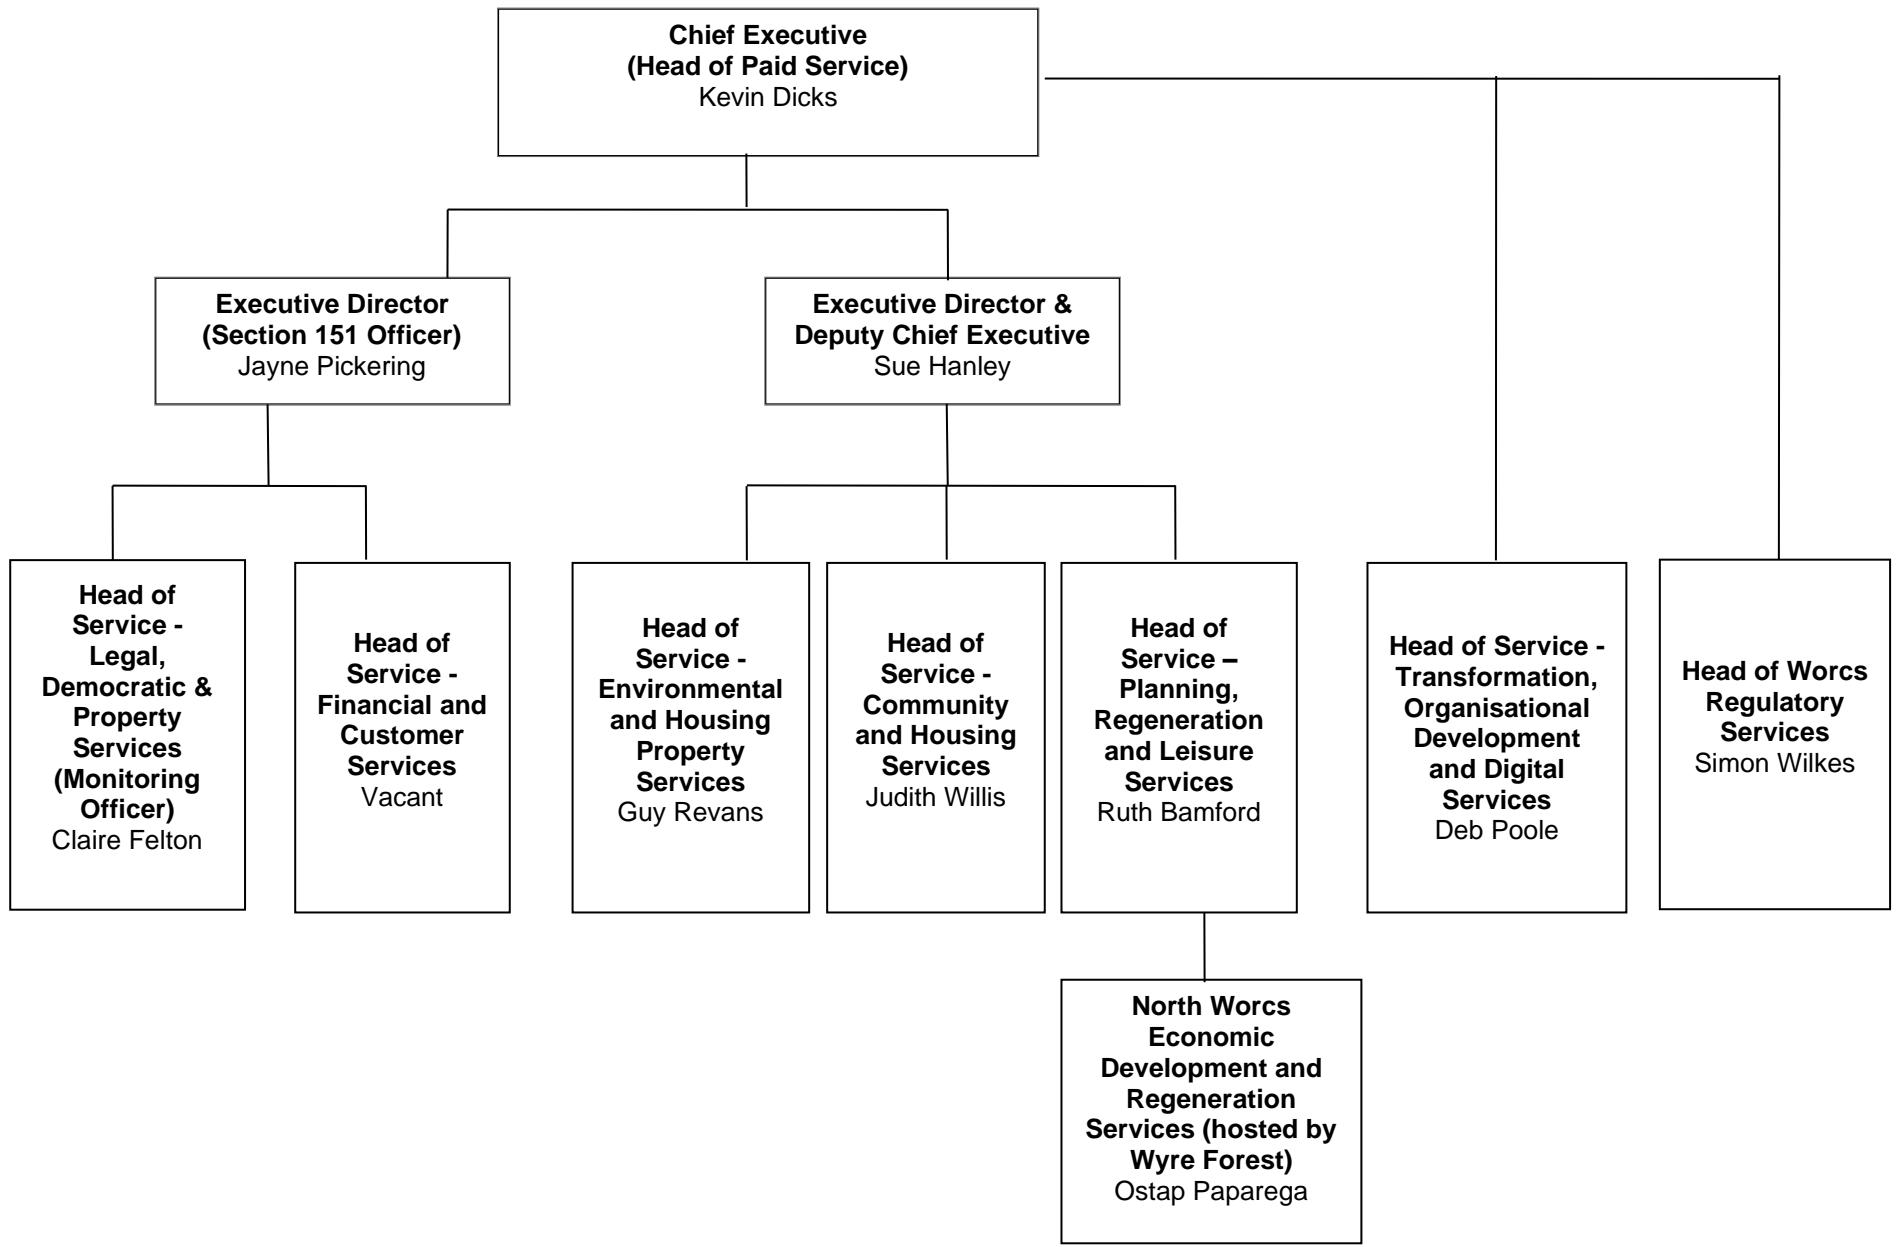 Chief Executive
(Head of Paid Service)
Kevin Dicks
Executive Director
(Section 151 Officer)
Jayne Pickering
Executive Director &
Deputy Chief Executive
Sue Hanley
Head of
Service -
Legal,
Democratic &
Property
Services
(Monitoring
Officer)
Claire Felton
Head of
Service -
Financial and
Customer
Services
Vacant
Head of
Service -
Environmental
and Housing
Property
Services
Guy Revans
Head of
Service -
Community
and Housing
Services
Judith Willis
Head of
Service –
Planning,
Regeneration
and Leisure
Services
Ruth Bamford
Head of Service -
Transformation,
Organisational
Development
and Digital
Services
Deb Poole
Head of Worcs
Regulatory
Services
Simon Wilkes
North Worcs
Economic
Development and
Regeneration
Services (hosted by
Wyre Forest)
Ostap Paparega